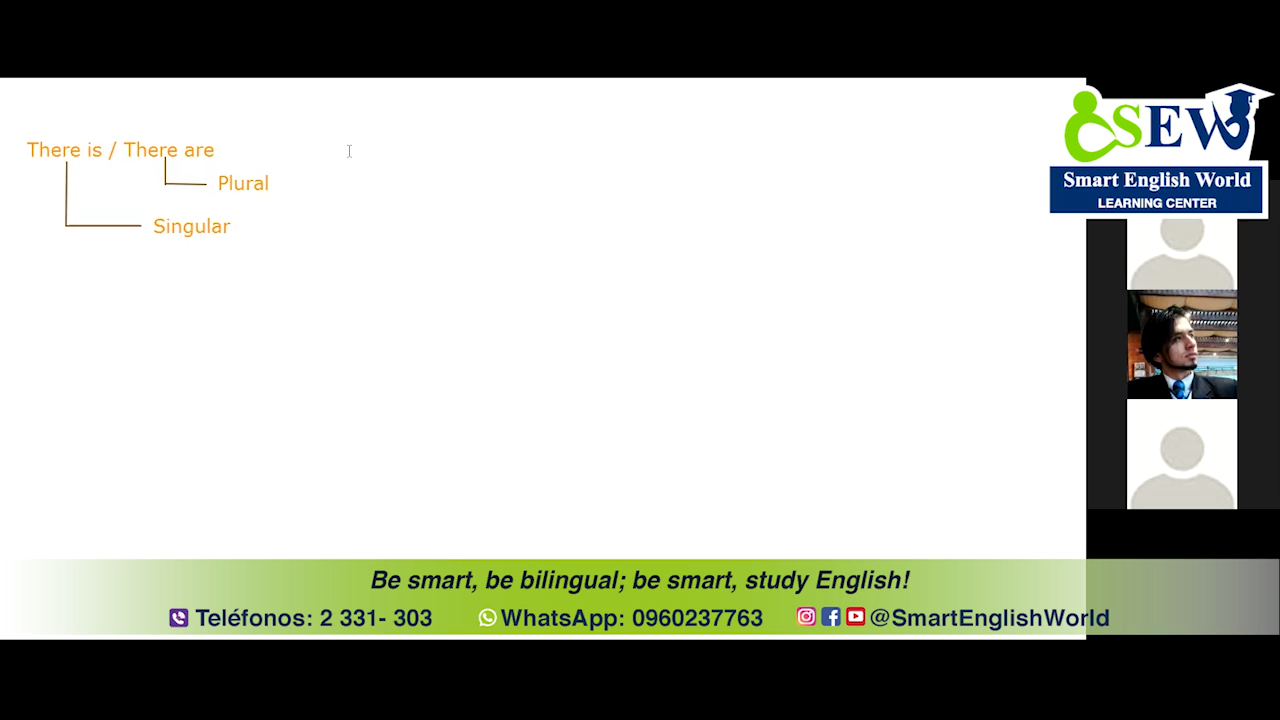 There is / There are
Plural
Singular
SEW
Smart English World
LEARNING CENTER
Be smart, be bilingual; be smart, study English!
Teléfonos: 2 331- 303 WhatsApp: 0960237763 @SmartEnglishWorld